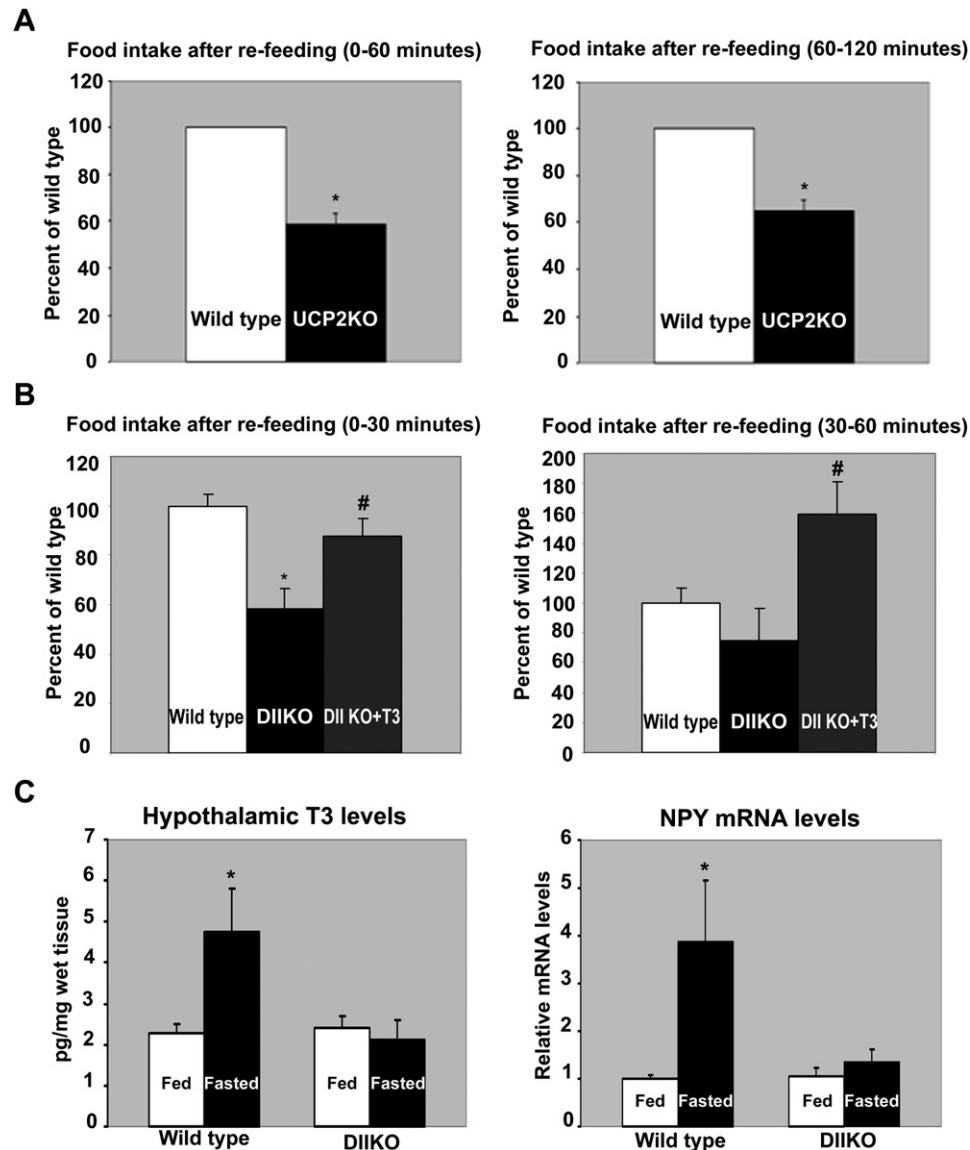 A
Food intake after re-feeding (0-60 minutes)
Percent of wild type
120
100
80
60
40
20
0
*
Wild type
UCP2KO
Food intake after re-feeding (60-120 minutes)
Percent of wild type
120
100
80
60
40
20
0
*
Wild type
UCP2KO
B
Food intake after re-feeding (0-30 minutes)
Percent of wild type
120
100
80
60
40
20
0
*
#
Wild type
DIIKO
DII KO+T3
Food intake after re-feeding (30-60 minutes)
Percent of wild type
200
180
160
140
120
100
80
60
40
20
0
#
Wild type
DIIKO
DII KO+T3
C
Hypothalamic T3 levels
pg/mg wet tissue
7
6
5
4
3
2
1
0
*
Fed
Fasted
Fed
Fasted
Wild type
DIIKO
NPY mRNA levels
Relative mRNA levels
6
5
4
3
2
1
0
*
Fed
Fasted
Fed
Fasted
Wild type
DIIKO